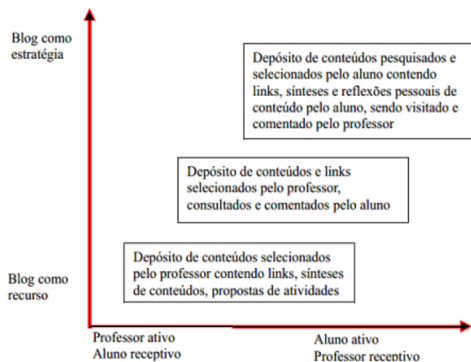 Blog como
estratégia
Depósito de conteúdos pesquisados e
selecionados pelo aluno contendo
links, sínteses e reflexões pessoais de
conteúdo pelo aluno, sendo visitado e
comentado pelo professor
Depósito de conteúdos e links
selecionados pelo professor,
consultados e comentados pelo aluno
Depósito de conteúdos selecionados
pelo professor contendo links, sínteses
de conteúdos, propostas de atividades
Blog como
recurso
Professor ativo
Aluno receptivo
Aluno ativo
Professor receptivo